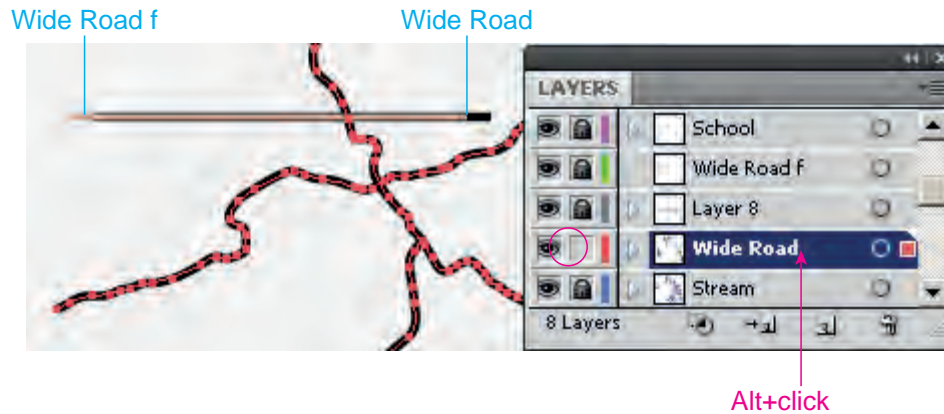 Wide Road f
Wide Road
LAYERS
School
Wide Road f
Layer 8
Wide Road
Stream
8 Layers
Alt+click